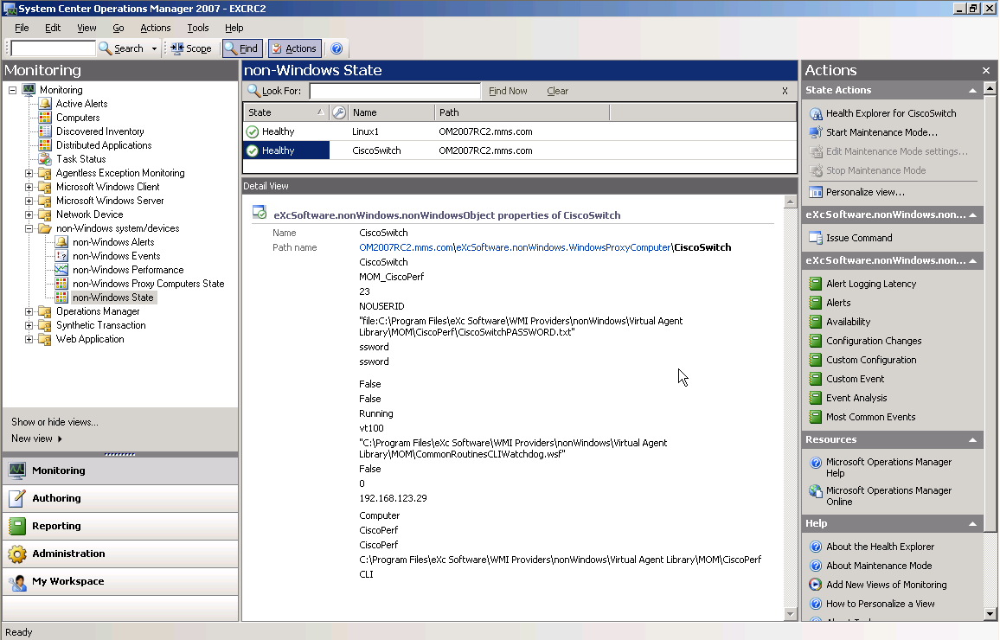 System Center Operations Manager 2007 - EXCRC2
File Edit View Go Actions Tools Help
Search Scope Find Actions
Monitoring
Monitoring
Active Alerts
Computers
Discovered Inventory
Distributed Applications
Task Status
Agentless Exception Monitoring
Microsoft Windows Client
Microsoft Windows Server
Network Device
non-Windows system/devices
non-Windows Alerts
non-Windows Events
non-Windows Performance
non-Windows Proxy Computers State
non-Windows State
Operations Manager
Synthetic Transaction
Web Application
Show or hide views...
New view
Monitoring
Authoring
Reporting
Administration
My Workspace
non-Windows State
Look For: Find Now Clear X
State Name Path
Healthy Linux1 OM2007RC2.mms.com
Healthy CiscoSwitch OM2007RC2.mms.com
Detail View
eXcSoftware.nonWindows.nonWindowsObject properties of CiscoSwitch
Name CiscoSwitch
Path name OM2007RC2.mms.com\eXcSoftware.nonWindows.WindowsProxyComputer\CiscoSwitch
CiscoSwitch
MOM_CiscoPerf
23
NOUSERID
"file:C:\Program Files\eXc Software\WMI Providers\nonWindows\Virtual Agent
Library\MOM\CiscoPerf\CiscoSwitchPASSWORD.txt"
ssword
ssword
False
False
Running
vt100
"C:\Program Files\eXc Software\WMI Providers\nonWindows\Virtual Agent
Library\MOM\CommonRoutinesCLIWatchdog.wsf"
False
0
192.168.123.29
Computer
CiscoPerf
CiscoPerf
C:\Program Files\eXc Software\WMI Providers\nonWindows\Virtual Agent Library\MOM\CiscoPerf
CLI
Actions
State Actions
Health Explorer for CiscoSwitch
Start Maintenance Mode...
Edit Maintenance Mode settings...
Stop Maintenance Mode
Personalize view...
eXcSoftware.nonWindows.non...
Issue Command
eXcSoftware.nonWindows.non...
Alert Logging Latency
Alerts
Availability
Configuration Changes
Custom Configuration
Custom Event
Event Analysis
Most Common Events
Resources
Microsoft Operations Manager
Help
Microsoft Operations Manager
Online
Help
About the Health Explorer
About Maintenance Mode
Add New Views of Monitoring
How to Personalize a View
Ready